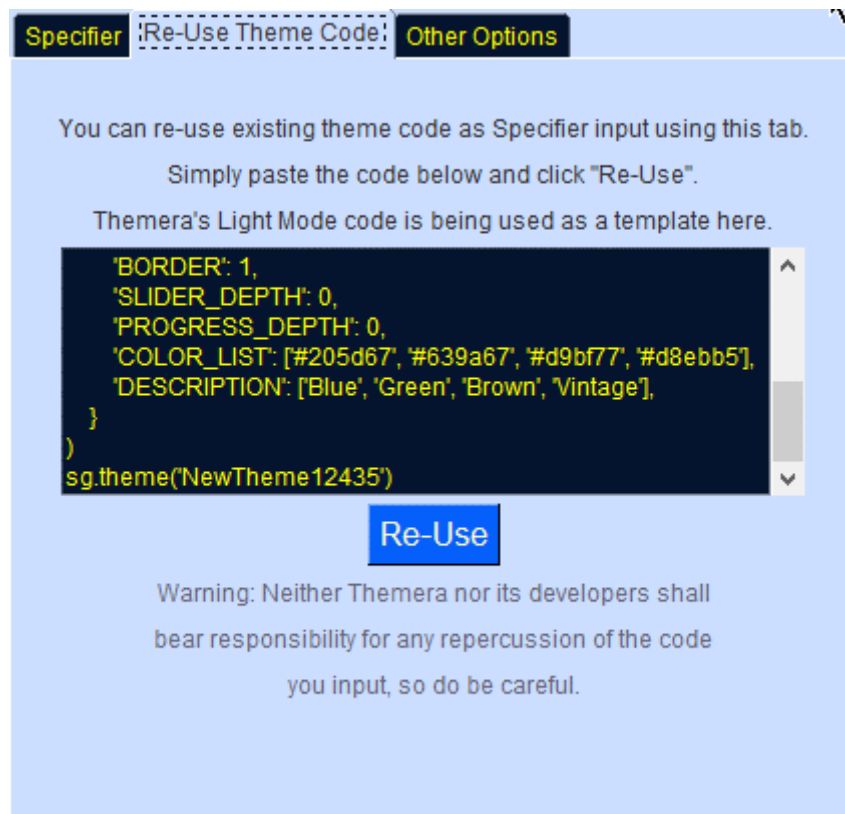 Specifier Re-Use Theme Code Other Options
You can re-use existing theme code as Specifier input using this tab.
Simply paste the code below and click "Re-Use".
Themera's Light Mode code is being used as a template here.
'BORDER': 1,
'SLIDER_DEPTH': 0,
'PROGRESS_DEPTH': 0,
'COLOR_LIST': ['#205d67', '#639a67', '#d9bf77', '#d8ebb5'],
'DESCRIPTION': ['Blue', 'Green', 'Brown', 'Vintage'],
}
)
sg.theme('NewTheme12435')
Re-Use
Warning: Neither Themera nor its developers shall
bear responsibility for any repercussion of the code
you input, so do be careful.